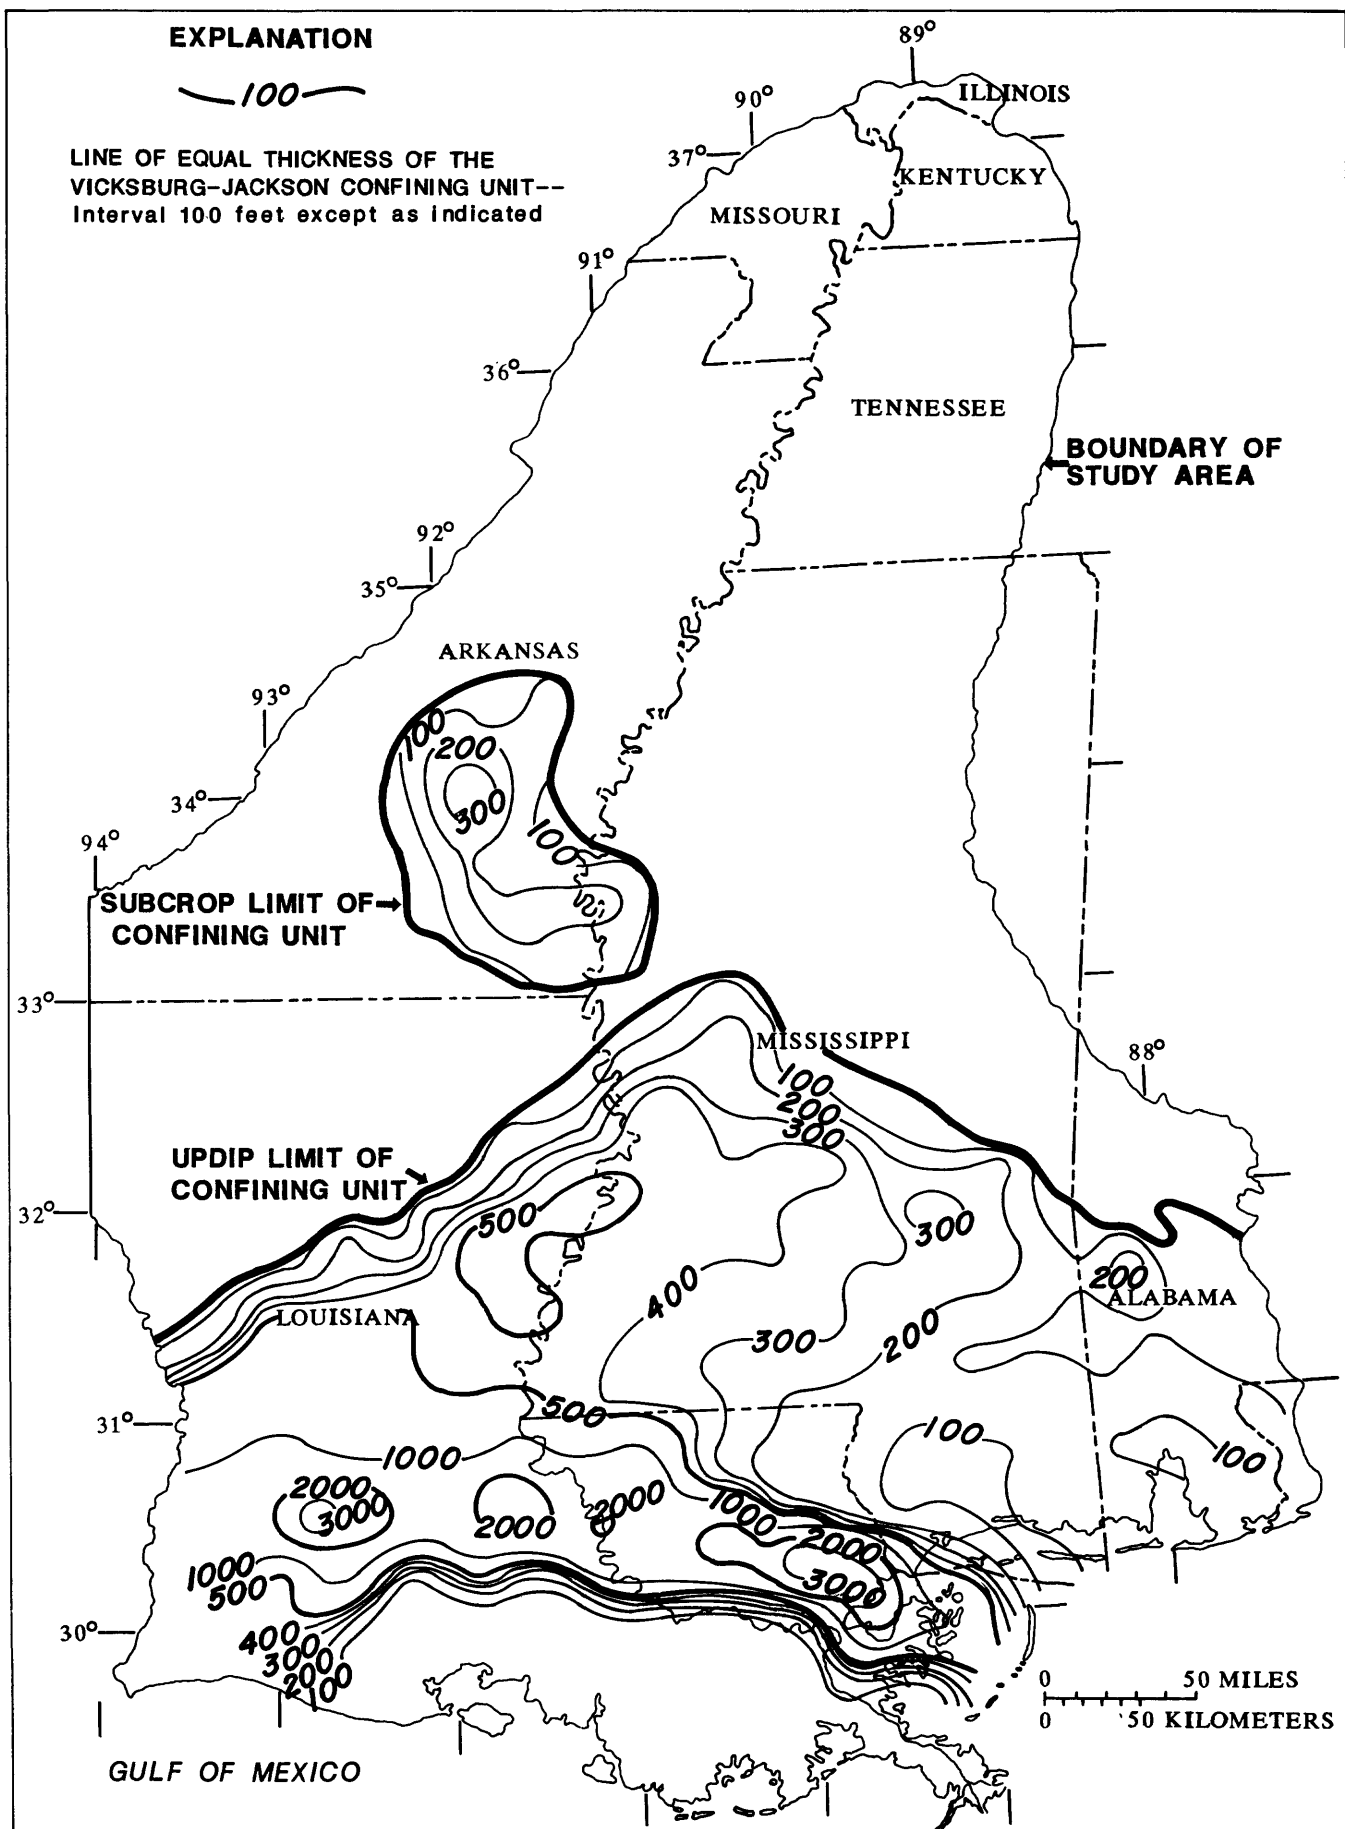 EXPLANATION
100
LINE OF EQUAL THICKNESS OF THE
VICKSBURG-JACKSON CONFINING UNIT--
Interval 100 feet except as indicated
89°
ILLINOIS
90°
37°
KENTUCKY
MISSOURI
91°
36°
TENNESSEE
BOUNDARY OF
STUDY AREA
92°
35°
ARKANSAS
93°
100
200
34°
300
94°
100
SUBCROP LIMIT OF
CONFINING UNIT
33°
MISSISSIPPI
88°
100
200
300
UPDIP LIMIT OF
CONFINING UNIT
32°
500
300
200
400
ALABAMA
LOUISIANA
300
200
31°
500
100
100
1000
2000
3000
2000
2000
1000
2000
3000
1000
500
30°
400
300
200
100
0 50 MILES
0 50 KILOMETERS
GULF OF MEXICO